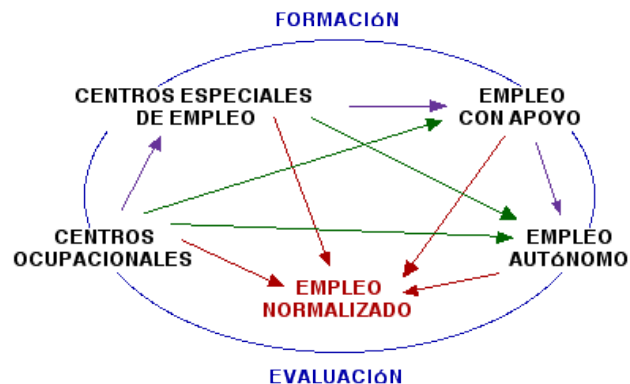 FORMACIÓN
CENTROS ESPECIALES
DE EMPLEO
EMPLEO
CON APOYO
CENTROS
OCUPACIONALES
EMPLEO
AUTÓNOMO
EMPLEO
NORMALIZADO
EVALUACIÓN